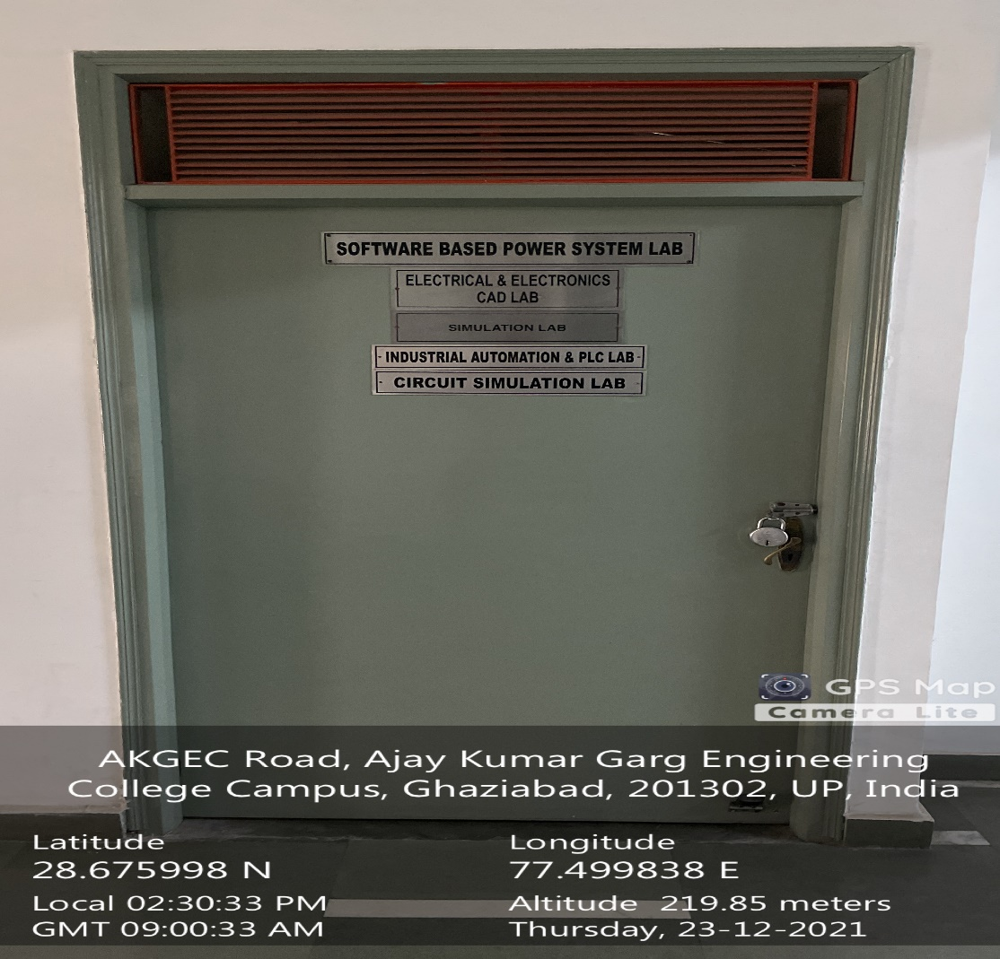 SOFTWARE BASED POWER SYSTEM LAB
ELECTRICAL & ELECTRONICS
CAD LAB
SIMULATION LAB
INDUSTRIAL AUTOMATION & PLC LAB
CIRCUIT SIMULATION LAB
GPS Map
Camera Lite
AKGEC Road, Ajay Kumar Garg Engineering
College Campus, Ghaziabad, 201302, UP, India
Latitude
28.675998 N
Longitude
77.499838 E
Local 02:30:33 PM
GMT 09:00:33 AM
Altitude 219.85 meters
Thursday, 23-12-2021